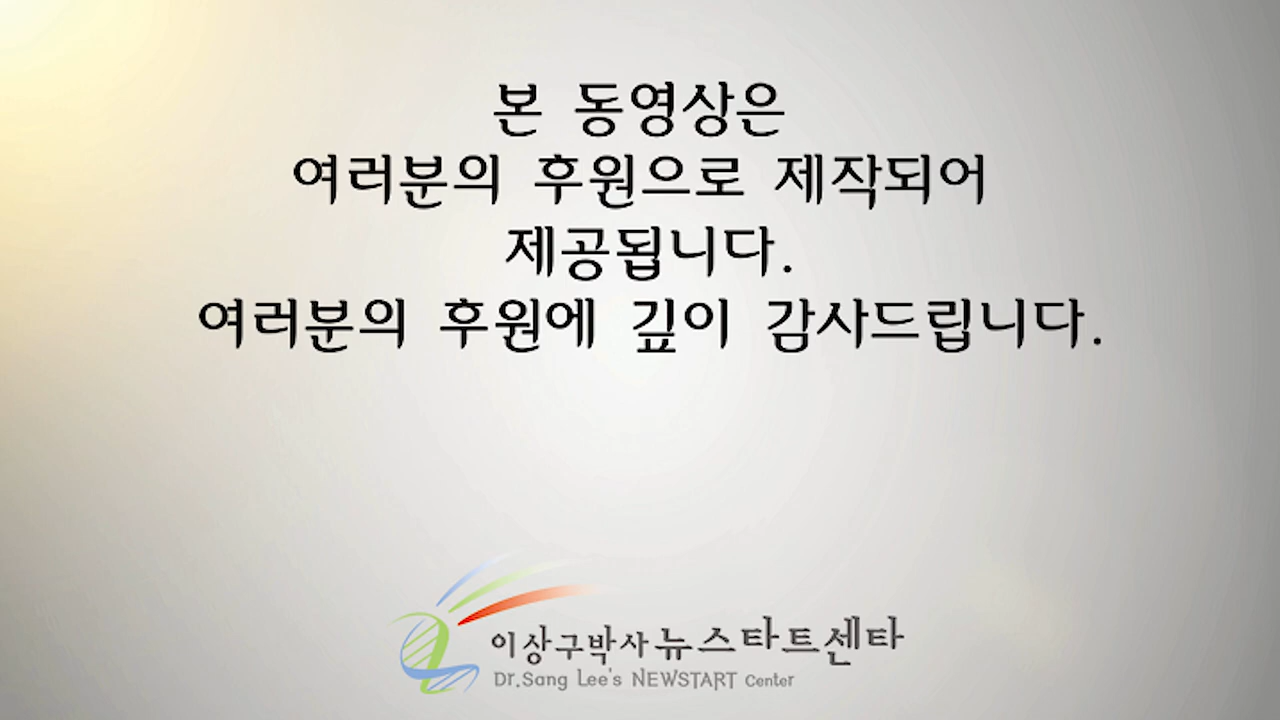 본 동영상은
여러분의 후원으로 제작되어
제공됩니다.
여러분의 후원에 깊이 감사드립니다.
이상구박사 뉴스타트센타
Dr.Sang Lee's NEWSTART Center